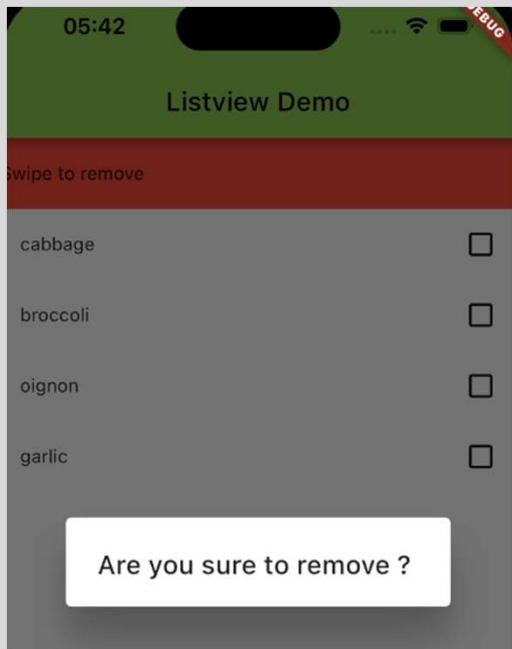 05:42
DEBUG
Listview Demo
Swipe to remove
cabbage
broccoli
oignon
garlic
Are you sure to remove ?